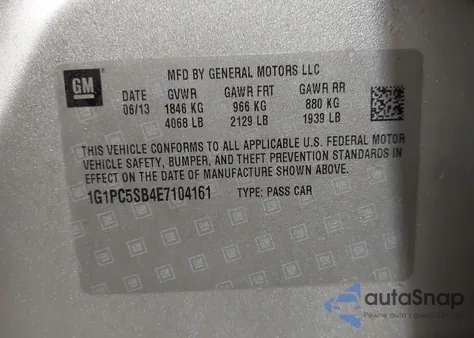 GM
MFD BY GENERAL MOTORS LLC
DATE GVWR GAWR FRT GAWR RR
06/13 1846 KG 966 KG 880 KG
4068 LB 2129 LB 1939 LB
THIS VEHICLE CONFORMS TO ALL APPLICABLE U.S. FEDERAL MOTOR
VEHICLE SAFETY, BUMPER, AND THEFT PREVENTION STANDARDS IN
EFFECT ON THE DATE OF MANUFACTURE SHOWN ABOVE.
1G1PC5SB4E7104161 TYPE: PASS CAR
autoSnap
Pewne auto z